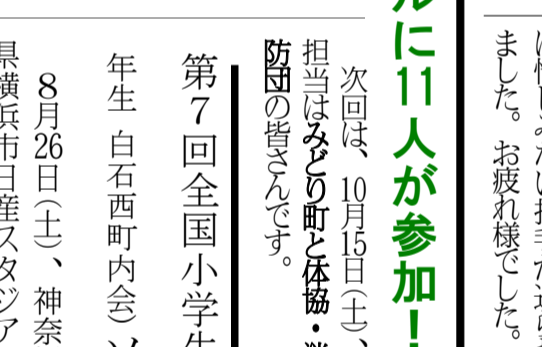 ました。お疲れ様でした。
ルに11人が参加!
次回は、10月15日(土)、
担当はみどり町と体協・消
防団の皆さんです。
第7回全国小学生
年生 白石西町内会)ソ
8月26日(土)、神奈
県横浜市日産スタジア